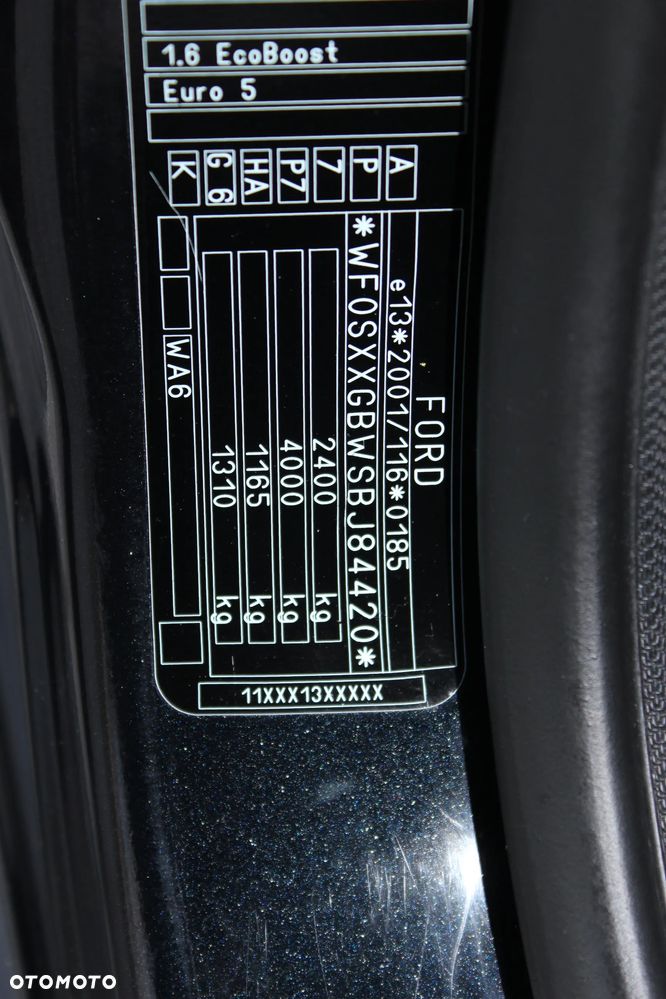 1.6 EcoBoost
Euro 5
K G 6 HA P7 7 P A
FORD
e13*2001/116*0185
*WF0SXXGBWSBJ84420*
2400 kg
4000 kg
1165 kg
1310 kg
WA6
11XXX13XXXXX
OTOMOTO